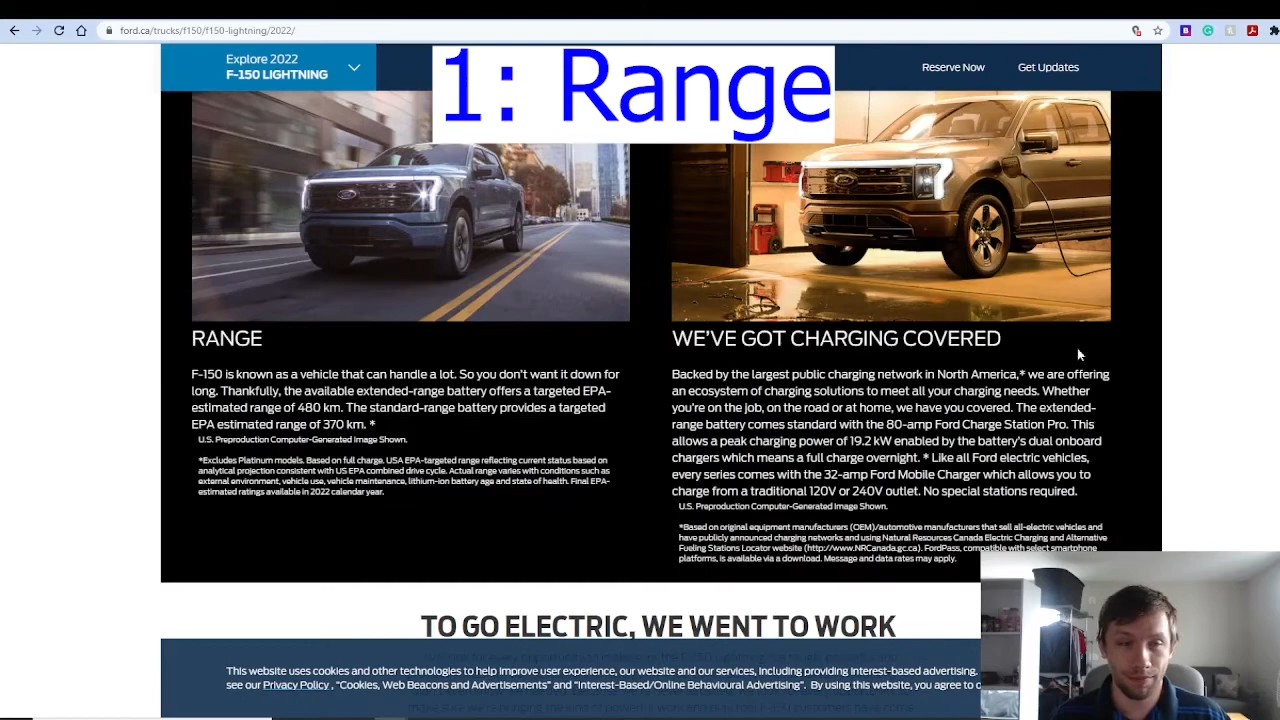 ford.ca/trucks/f150/f150-lightning/2022/
Explore 2022
F-150 LIGHTNING
1: Range
Reserve Now
Get Updates
RANGE
F-150 is known as a vehicle that can handle a lot. So you don't want it down for
long. Thankfully, the available extended-range battery offers a targeted EPA-
estimated range of 480 km. The standard-range battery provides a targeted
EPA estimated range of 370 km. *
U.S. Preproduction Computer-Generated Image Shown.
*Excludes Platinum models. Based on full charge. USA EPA-targeted range reflecting current status based on
analytical projection consistent with US EPA combined drive cycle. Actual range varies with conditions such as
external environment, vehicle use, vehicle maintenance, lithium-ion battery age and state of health. Final EPA-
estimated ratings available in 2022 calendar year.
WE'VE GOT CHARGING COVERED
Backed by the largest public charging network in North America,* we are offering
an ecosystem of charging solutions to meet all your charging needs. Whether
you're on the job, on the road or at home, we have you covered. The extended-
range battery comes standard with the 80-amp Ford Charge Station Pro. This
allows a peak charging power of 19.2 kW enabled by the battery's dual onboard
chargers which means a full charge overnight. * Like all Ford electric vehicles,
every series comes with the 32-amp Ford Mobile Charger which allows you to
charge from a traditional 120V or 240V outlet. No special stations required.
U.S. Preproduction Computer-Generated Image Shown.
*Based on original equipment manufacturers (OEM)/automotive manufacturers that sell all-electric vehicles and
have publicly announced charging networks and using Natural Resources Canada Electric Charging and Alternative
Fueling Stations Locator website (http://www.NRCanada.gc.ca). FordPass, compatible with select smartphone
platforms, is available via a download. Message and data rates may apply.
TO GO ELECTRIC, WE WENT TO WORK
This website uses cookies and other technologies to help improve user experience, our website and our services, including providing interest-based advertising.
see our Privacy Policy , "Cookies, Web Beacons and Advertisements" and "Interest-Based/Online Behavioural Advertising". By using this website, you agree to